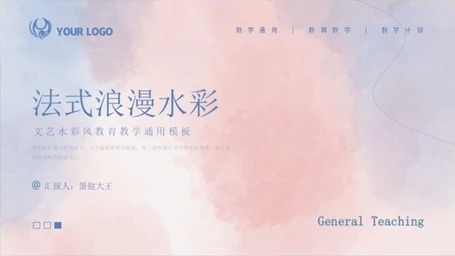 YOUR LOGO
教学通用 | 教育教学 | 教学计划
法式浪漫水彩
文艺水彩风教育教学通用模板
@ 汇报人：蛋挞大王
General Teaching